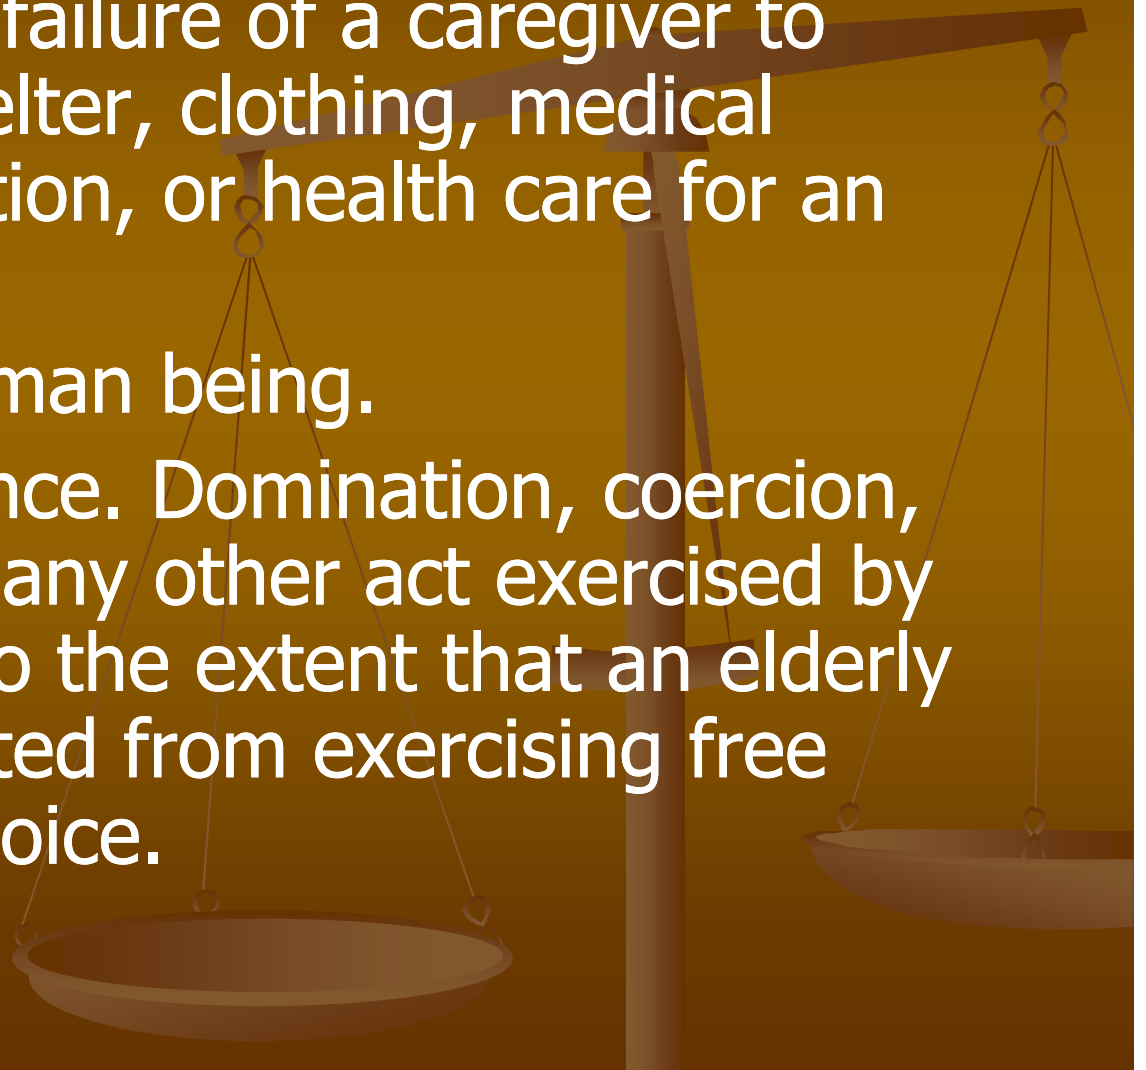 failure of a caregiver to
elter, clothing, medical
tion, or health care for an
man being.
nce. Domination, coercion,
any other act exercised by
o the extent that an elderly
ted from exercising free
oice.